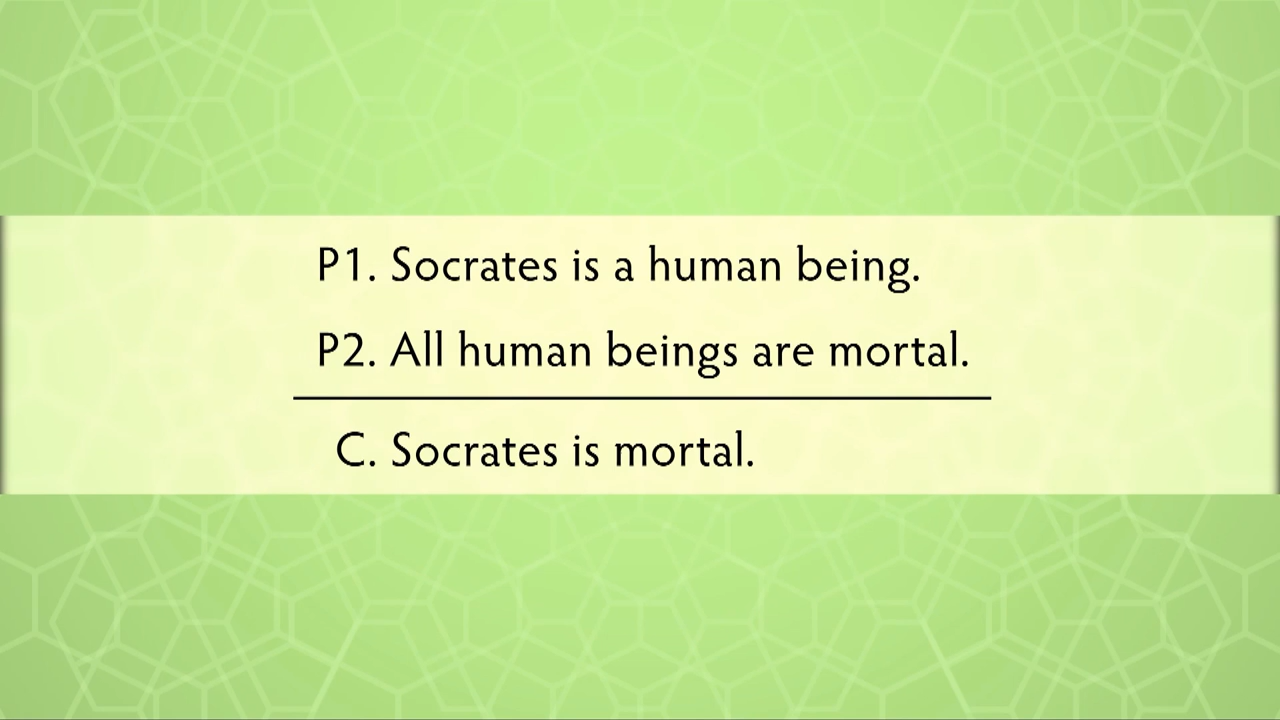 P1. Socrates is a human being.
P2. All human beings are mortal.
C. Socrates is mortal.